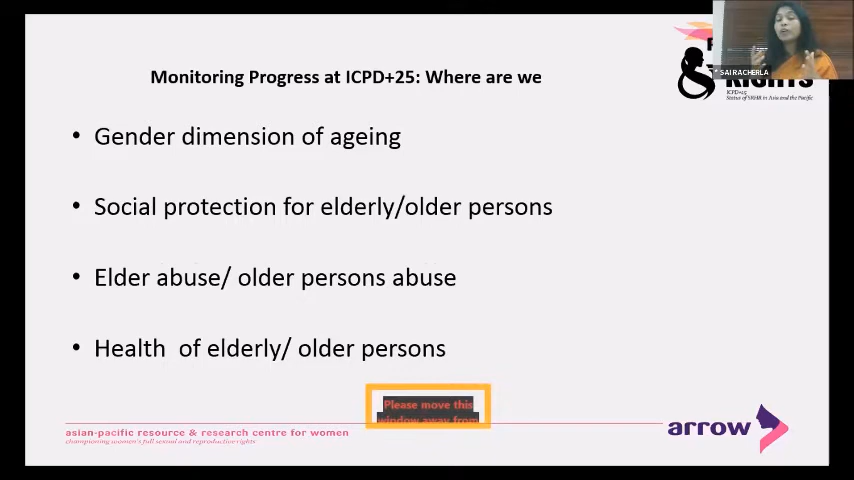 Monitoring Progress at ICPD+25: Where are we
SAI RACHERLA
RIGHTS
ICPD+25
Status of SRHR in Asia and the Pacific
• Gender dimension of ageing
• Social protection for elderly/older persons
• Elder abuse/ older persons abuse
• Health of elderly/ older persons
Please move this
window away from
asian-pacific resource & research centre for women
championing women's full sexual and reproductive rights
arrow